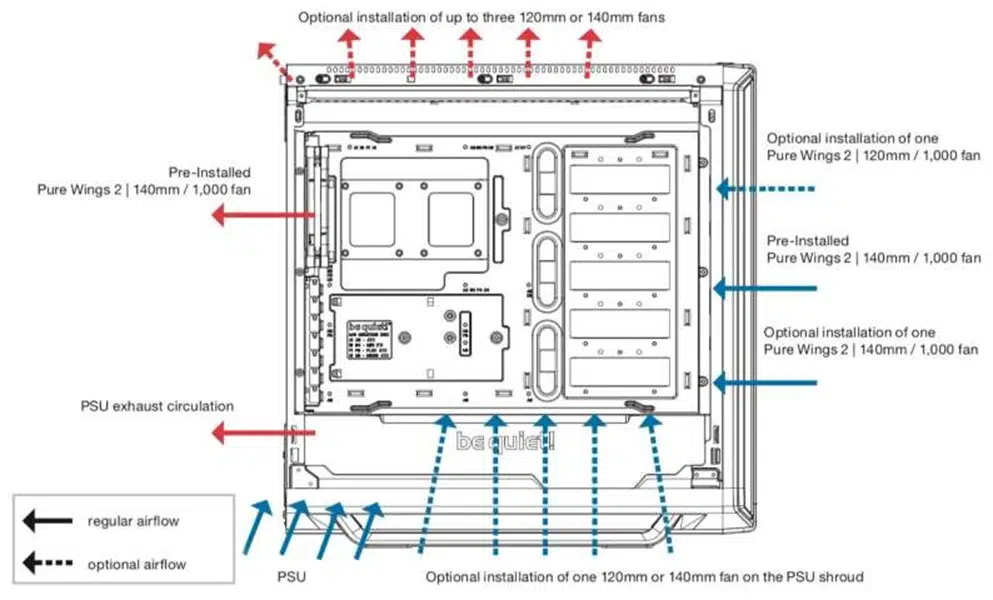 Optional installation of up to three 120mm or 140mm fans
Optional installation of one
Pure Wings 2 | 120mm / 1,000 fan
Pre-Installed
Pure Wings 2 | 140mm / 1,000 fan
Pre-Installed
Pure Wings 2 | 140mm / 1,000 fan
Optional installation of one
Pure Wings 2 | 140mm / 1,000 fan
be quiet!
PSU exhaust circulation
be quiet!
regular airflow
optional airflow
PSU
Optional installation of one 120mm or 140mm fan on the PSU shroud